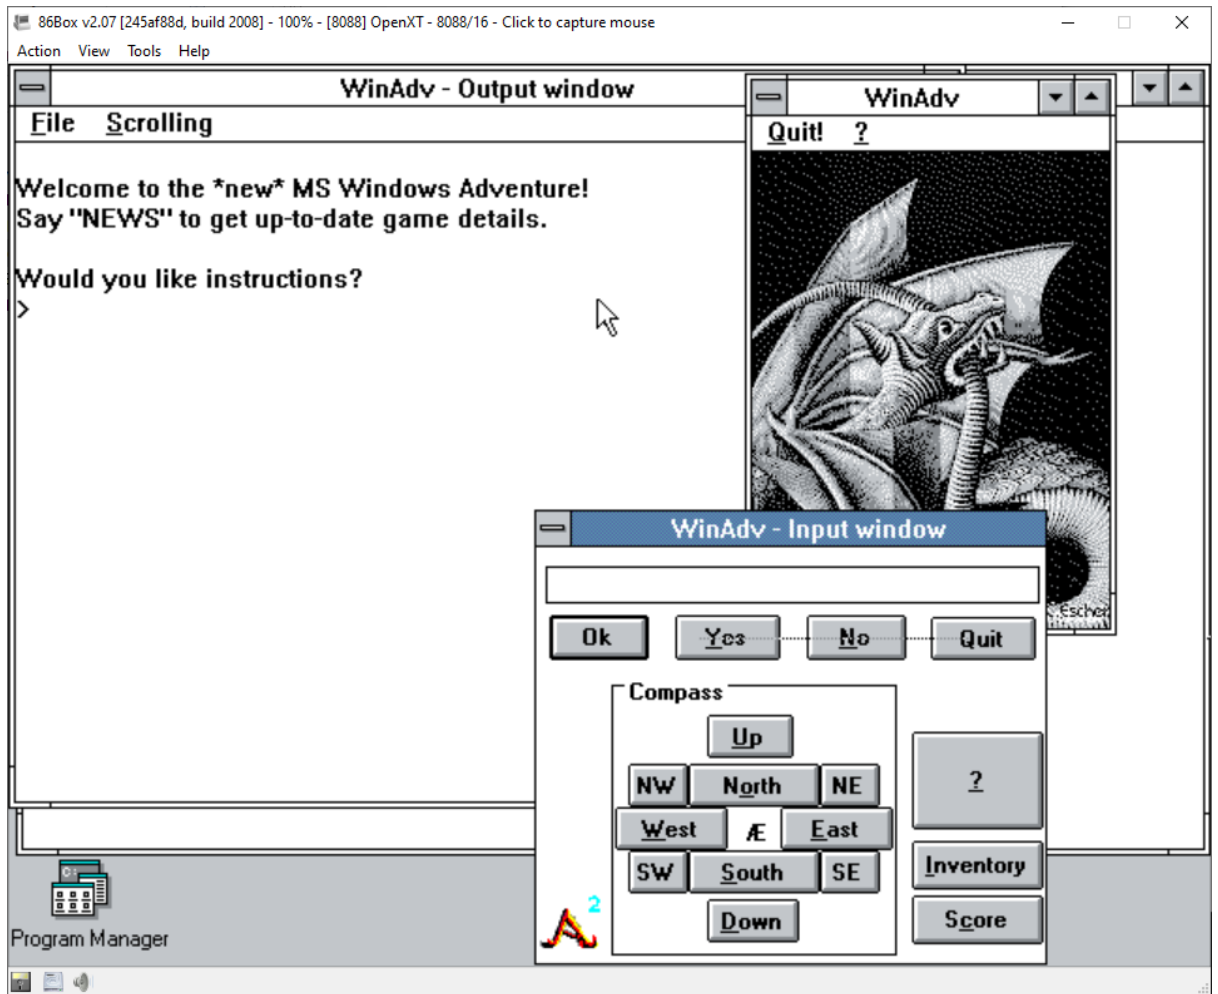 86Box v2.07 [245af88d, build 2008] - 100% - [8088] OpenXT - 8088/16 - Click to capture mouse
Action View Tools Help
WinAdv - Output window
File Scrolling
Welcome to the *new* MS Windows Adventure!
Say "NEWS" to get up-to-date game details.
Would you like instructions?
>
WinAdv
Quit! ?
Escher
WinAdv - Input window
Ok Yes No Quit
Compass
Up
NW North NE
West Æ East
SW South SE
Down
?
Inventory
Score
A 2
C:
Program Manager